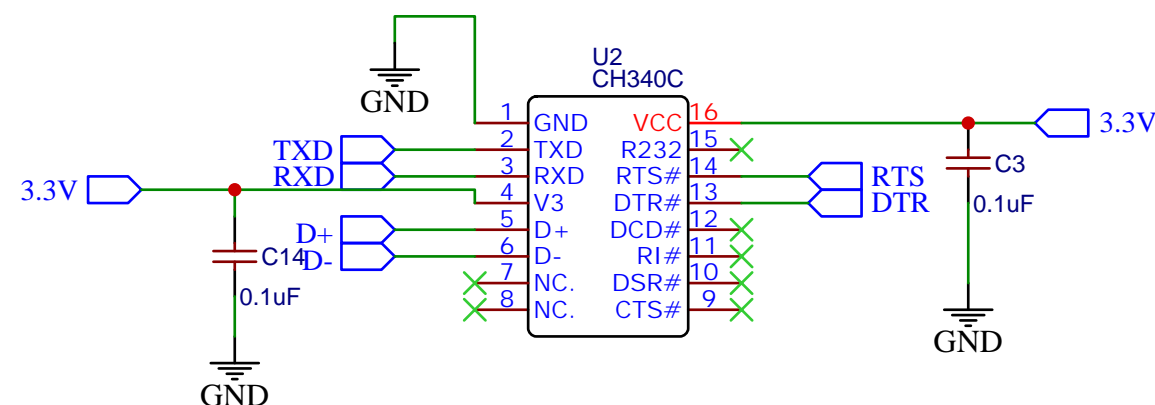 GND
U2
CH340C
1 GND
2 TXD
3 RXD
4 V3
5 D+
6 D-
7 NC.
8 NC.
VCC 16
R232 15
RTS# 14
DTR# 13
DCD# 12
RI# 11
DSR# 10
CTS# 9
TXD
RXD
3.3V
D+
D-
C14
0.1uF
GND
3.3V
C3
0.1uF
RTS
DTR
GND